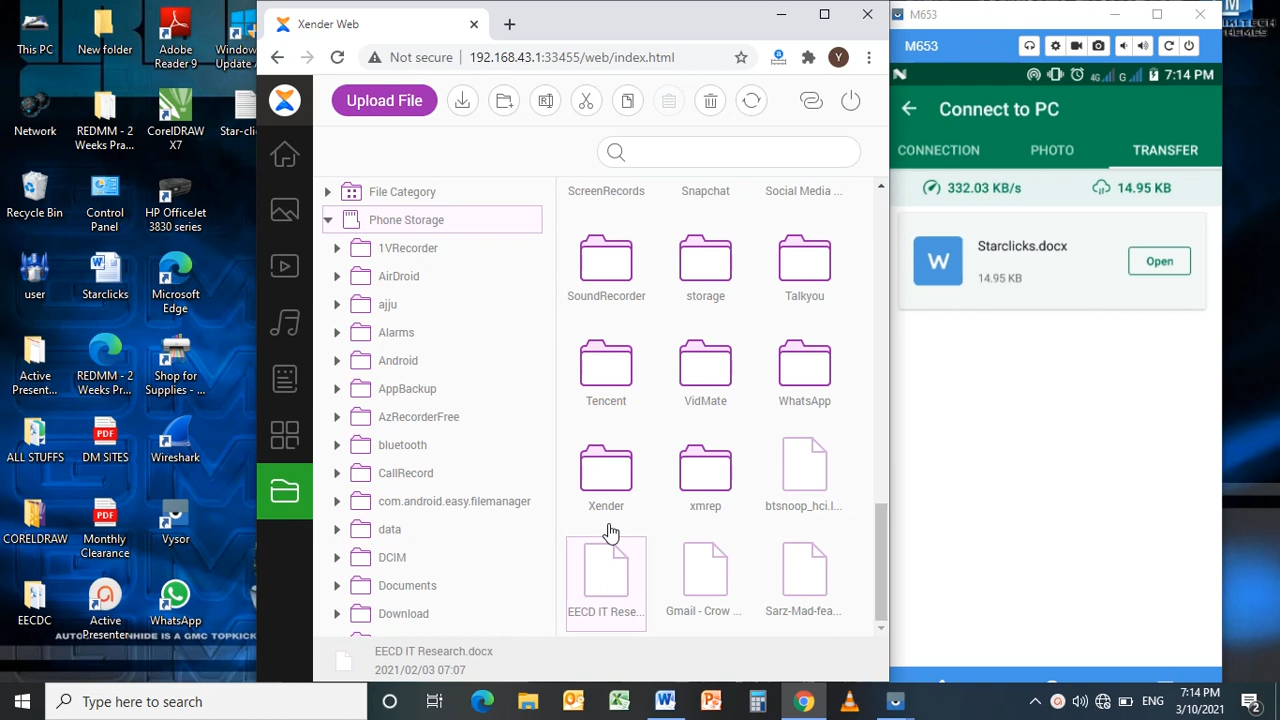 This PC
New folder
Adobe
Reader 9
Network
REDMM - 2
Weeks Pra...
CorelDRAW
X7
Recycle Bin
Control
Panel
HP OfficeJet
3830 series
user
Starclicks
Microsoft
Edge
Active
Present...
REDMM - 2
Weeks Pr...
Shop for
Supplies - ...
ALL STUFFS
DM SITES
Wireshark
CORELDRAW
Monthly
Clearance
Vysor
EECDC
Active
Presenter
WhatsApp
Xender Web
Not secure
192.168.43.1:33455/web/index.html
Y
Upload File
File Category
Phone Storage
1VRecorder
AirDroid
ajju
Alarms
Android
AppBackup
AzRecorderFree
bluetooth
CallRecord
com.android.easy.filemanager
data
DCIM
Documents
Download
ScreenRecords
Snapchat
Social Media ...
SoundRecorder
storage
Talkyou
Tencent
VidMate
WhatsApp
Xender
xmrep
btsnoop_hci.l...
EECD IT Rese...
Gmail - Crow ...
Sarz-Mad-fea...
EECD IT Research.docx
2021/02/03 07:07
M653
M653
4G
G
7:14 PM
Connect to PC
CONNECTION
PHOTO
TRANSFER
332.03 KB/s
14.95 KB
W
Starclicks.docx
14.95 KB
Open
Type here to search
ENG
7:14 PM
3/10/2021
2